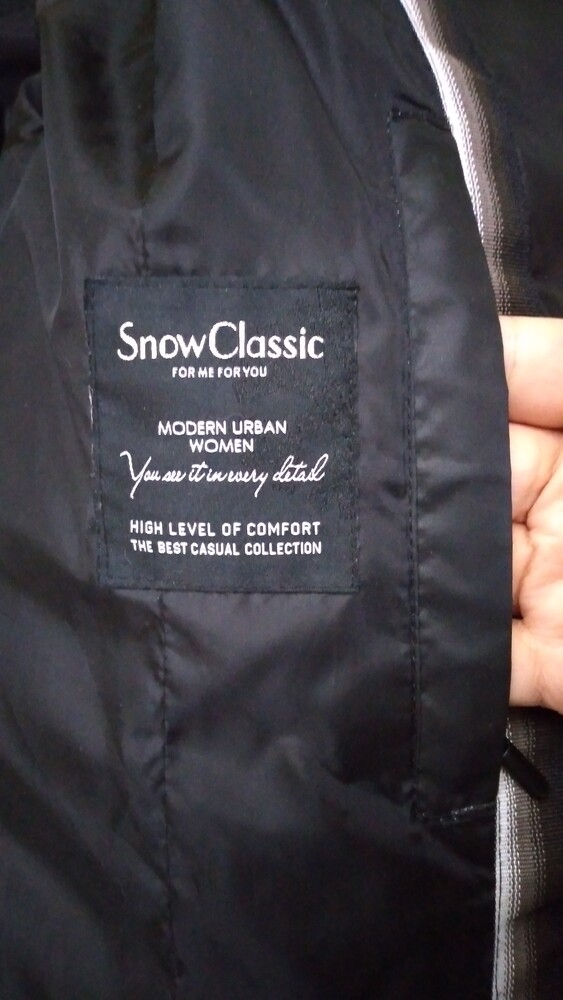 SnowClassic
FOR ME FOR YOU
MODERN URBAN
WOMEN
You see it in every detail
HIGH LEVEL OF COMFORT
THE BEST CASUAL COLLECTION